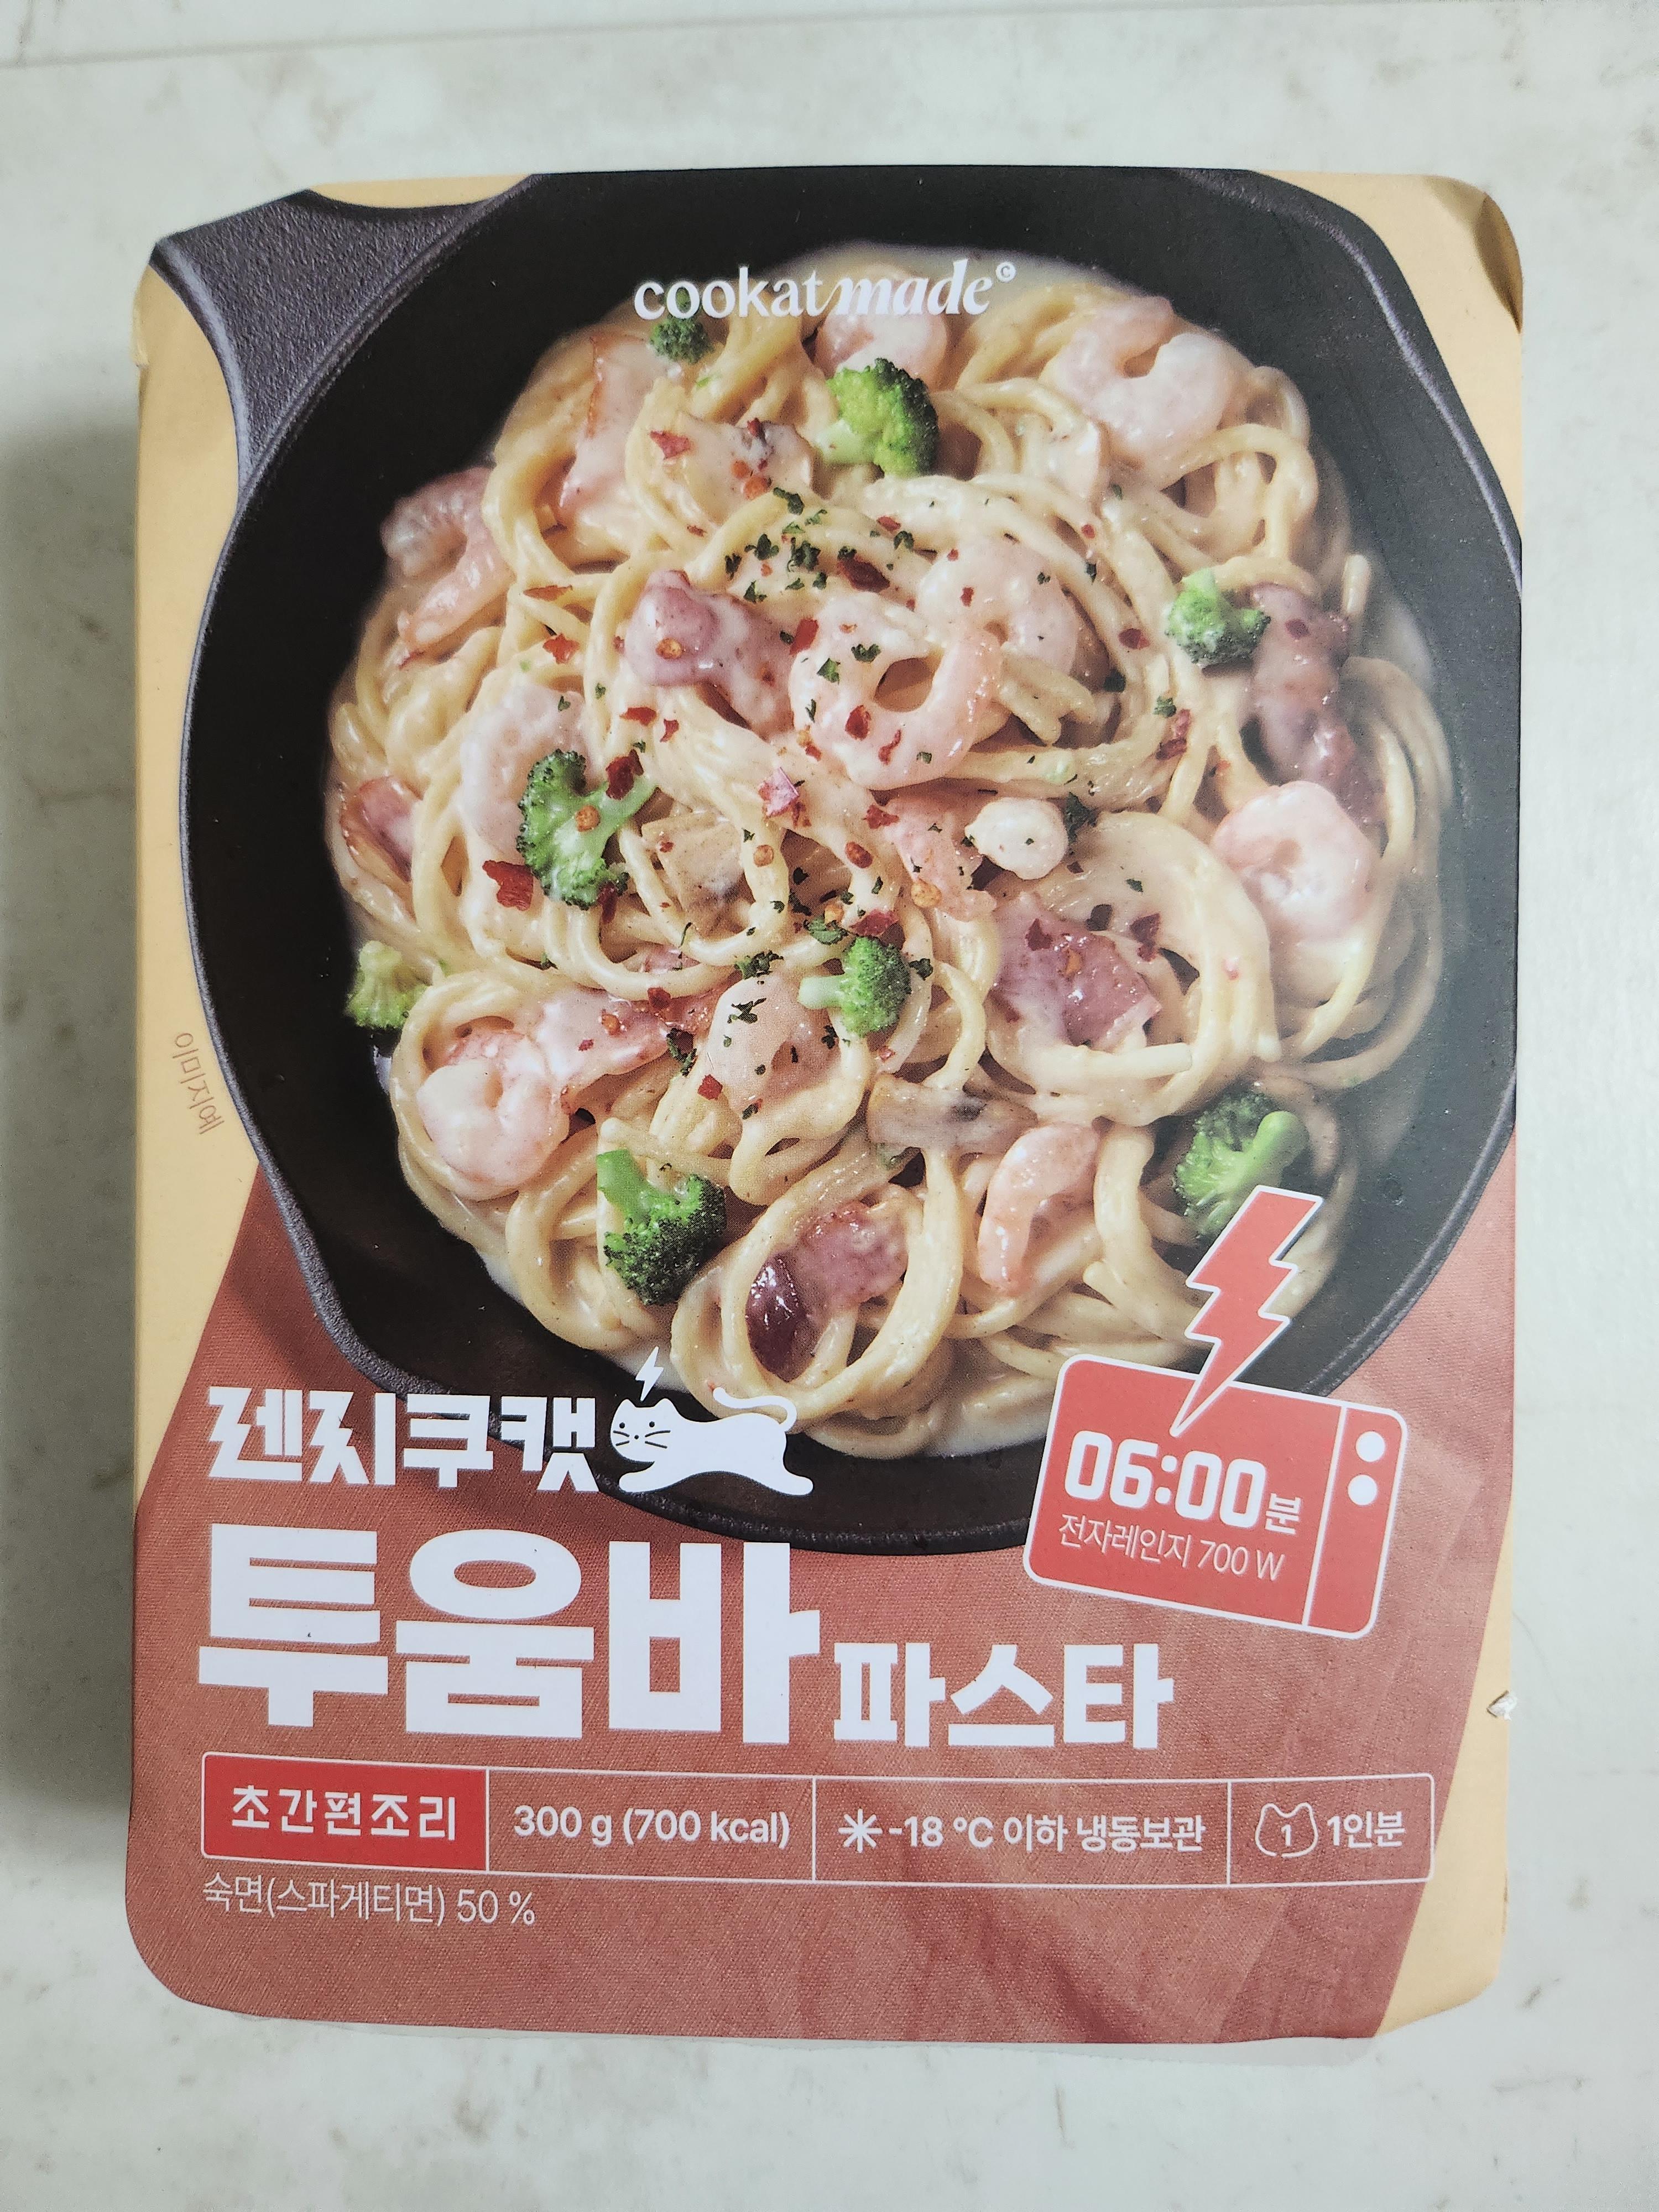 cookat made©
이미지예
렌지쿠캣
06:00분
전자레인지 700 W
투움바 파스타
초간편조리 300 g (700 kcal) -18 ℃ 이하 냉동보관 1 1인분
숙면(스파게티면) 50 %